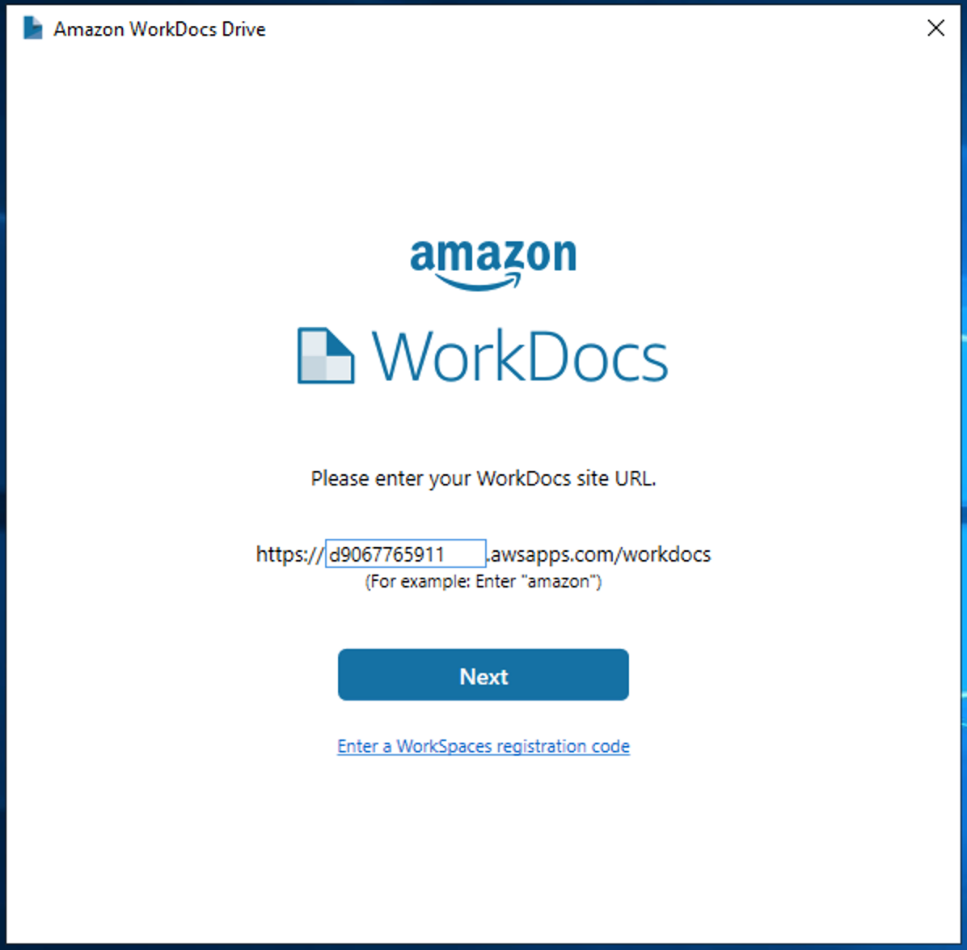 Amazon WorkDocs Drive
amazon
WorkDocs
Please enter your WorkDocs site URL.
https://d9067765911.awsapps.com/workdocs
(For example: Enter "amazon")
Next
Enter a WorkSpaces registration code